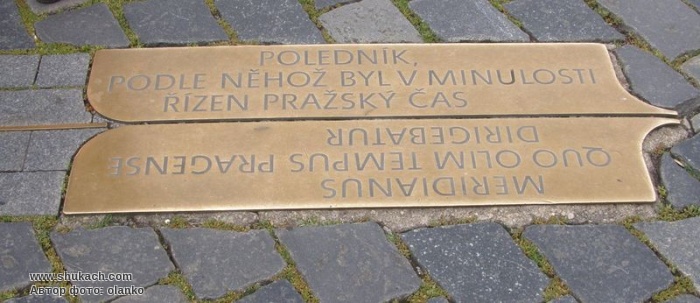 POLEDNÍK,
PODLE NĚHOŽ BYL V MINULOSTI
ŘÍZEN PRAŽSKÝ ČAS
MERIDIANUS
QUO OLIM TEMPUS PRAGENSE
DIRIGEBATUR
www.shukach.com
Автор фото: olanko